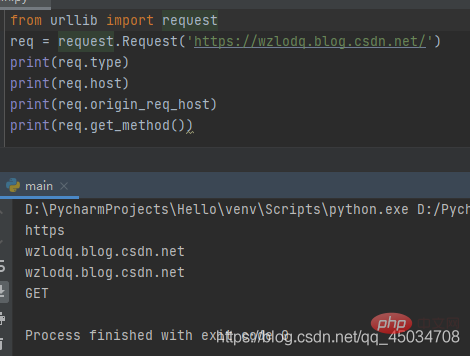 from urllib import request
req = request.Request('https://wzlodq.blog.csdn.net/')
print(req.type)
print(req.host)
print(req.origin_req_host)
print(req.get_method())
main
D:\PycharmProjects\Hello\venv\Scripts\python.exe D:/Pych
https
wzlodq.blog.csdn.net
wzlodq.blog.csdn.net
GET
php
Process finished with exit code 0
https://blog.csdn.net/qq_45034708